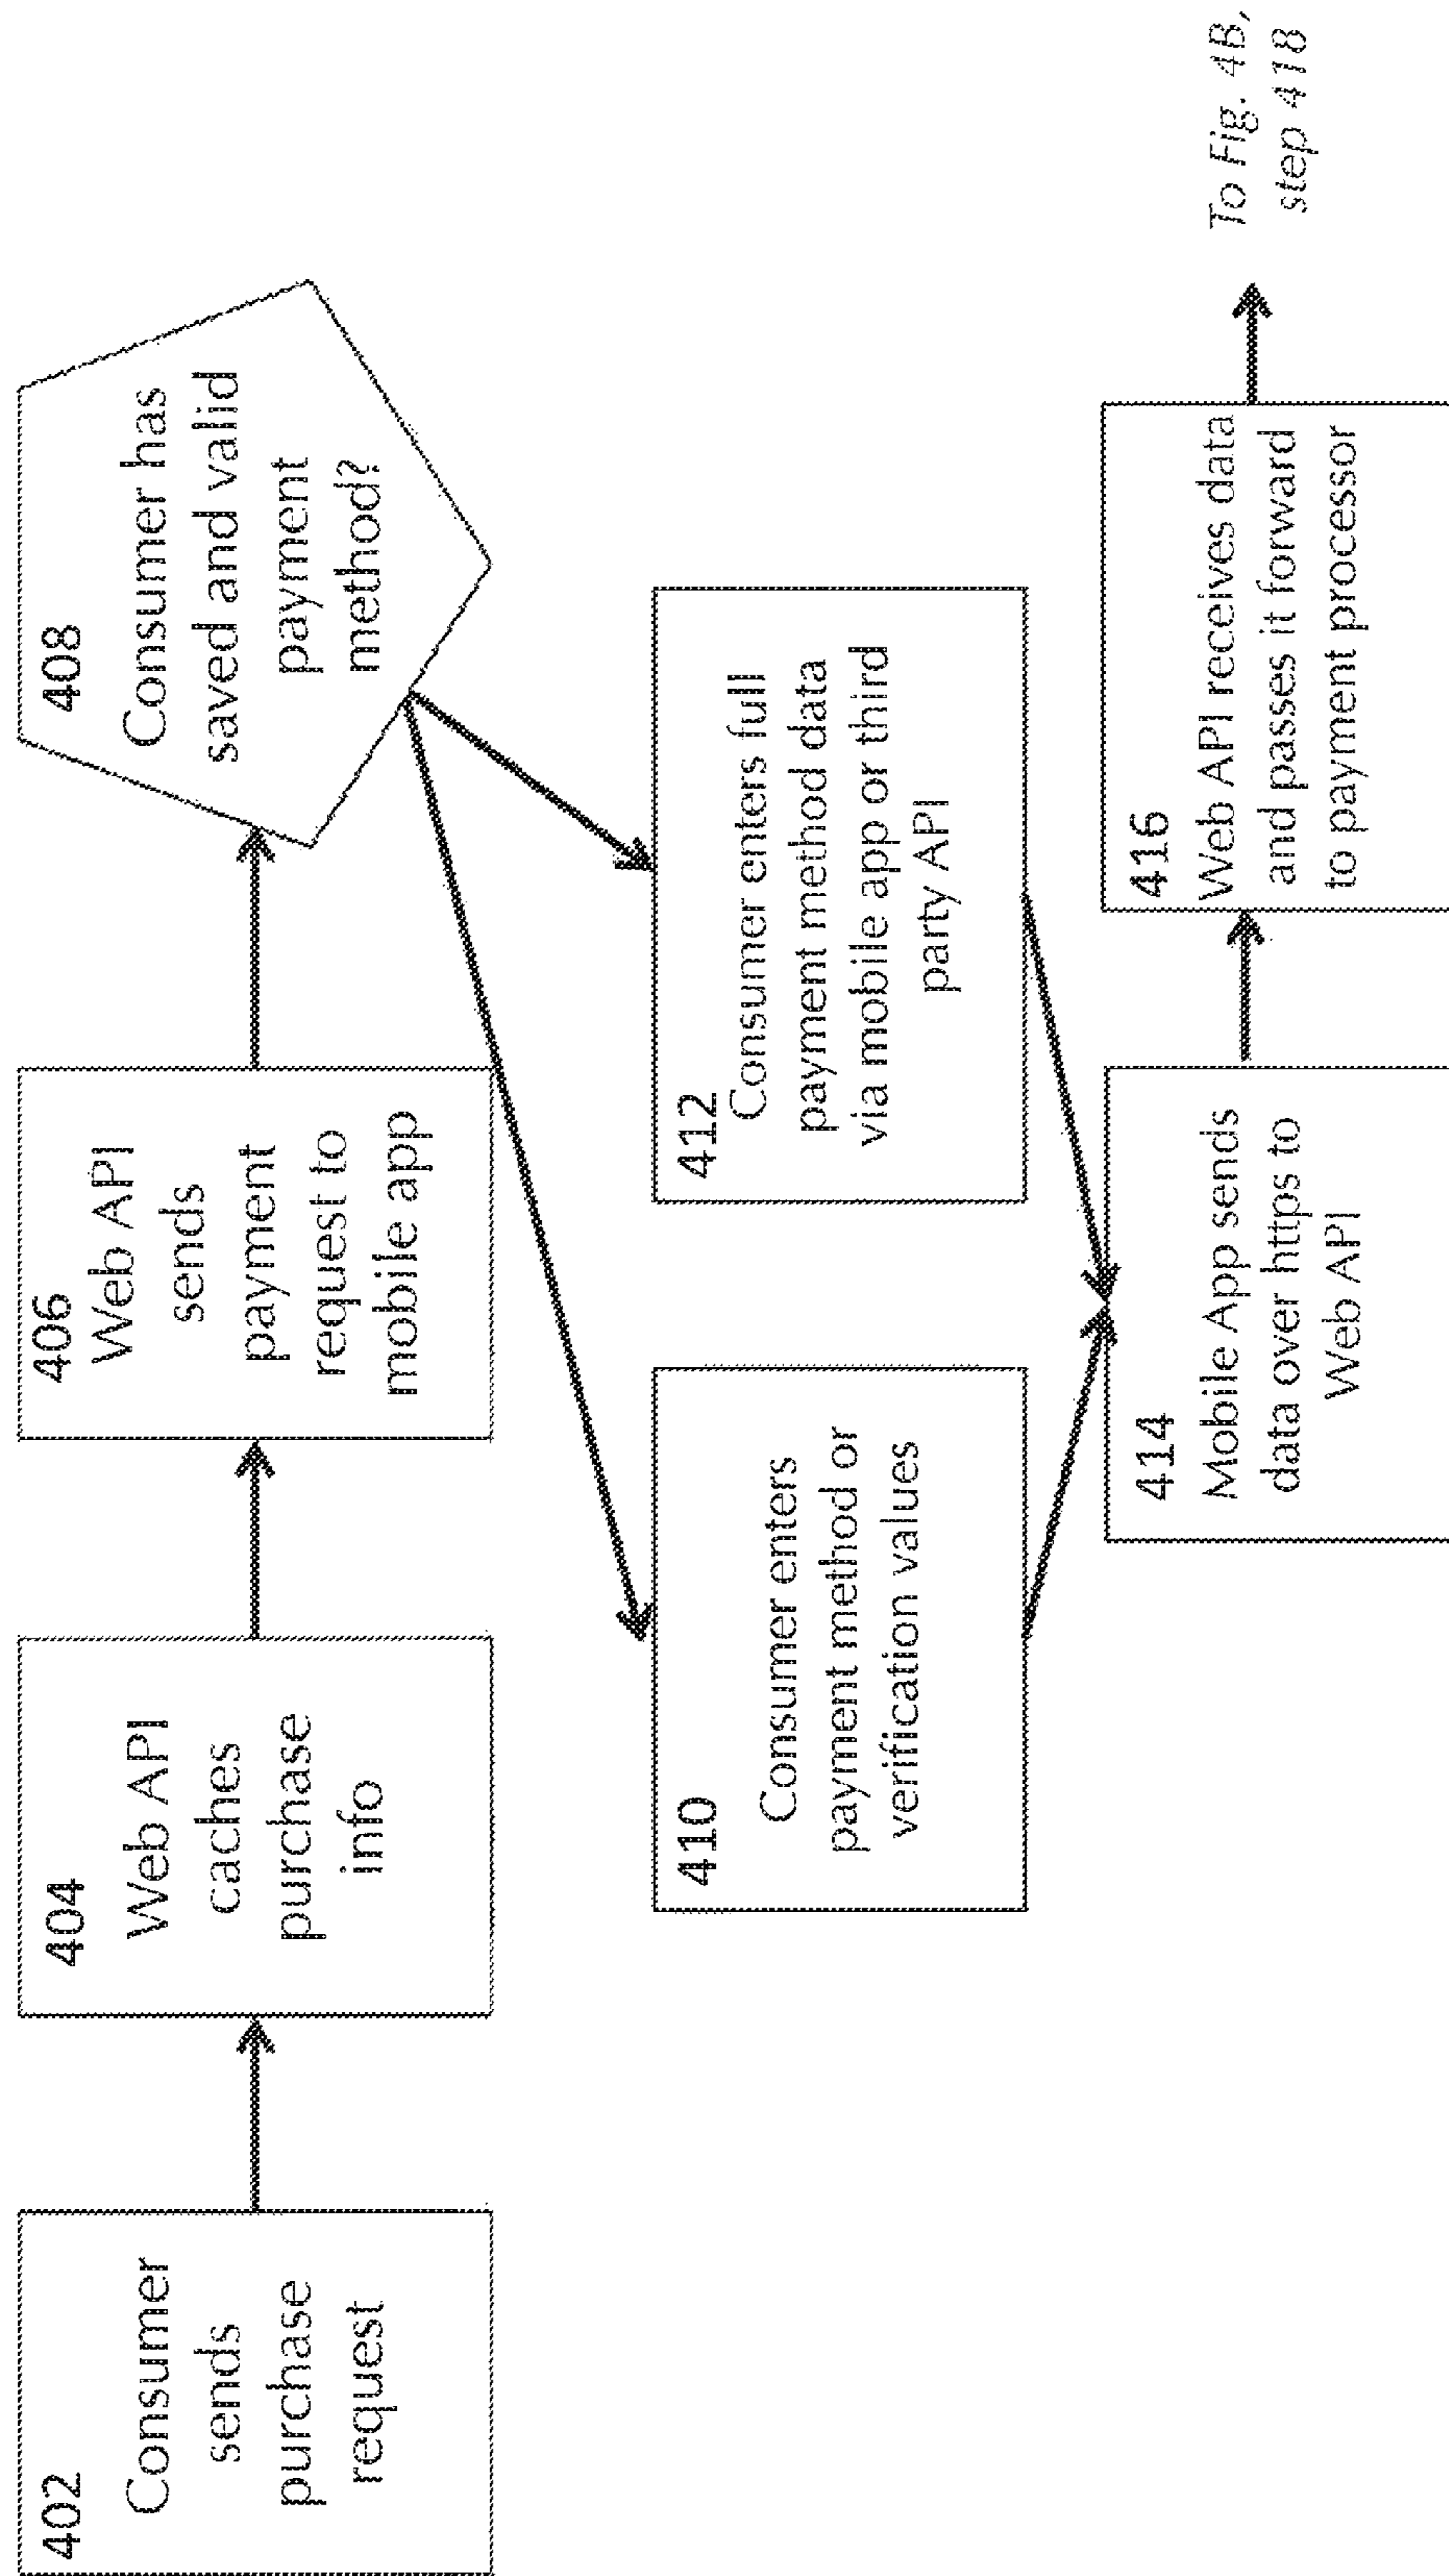 402
Consumer
sends
purchase
request
404
Web API
caches
purchase
info
406
Web API
sends
payment
request to
mobile app
408
Consumer has
saved and valid
payment
method?
410
Consumer enters
payment method or
verification values
412
Consumer enters full
payment method data
via mobile app or third
party API
414
Mobile App sends
data over https to
Web API
416
Web API receives data
and passes it forward
to payment processor
To Fig. 4B,
step 418